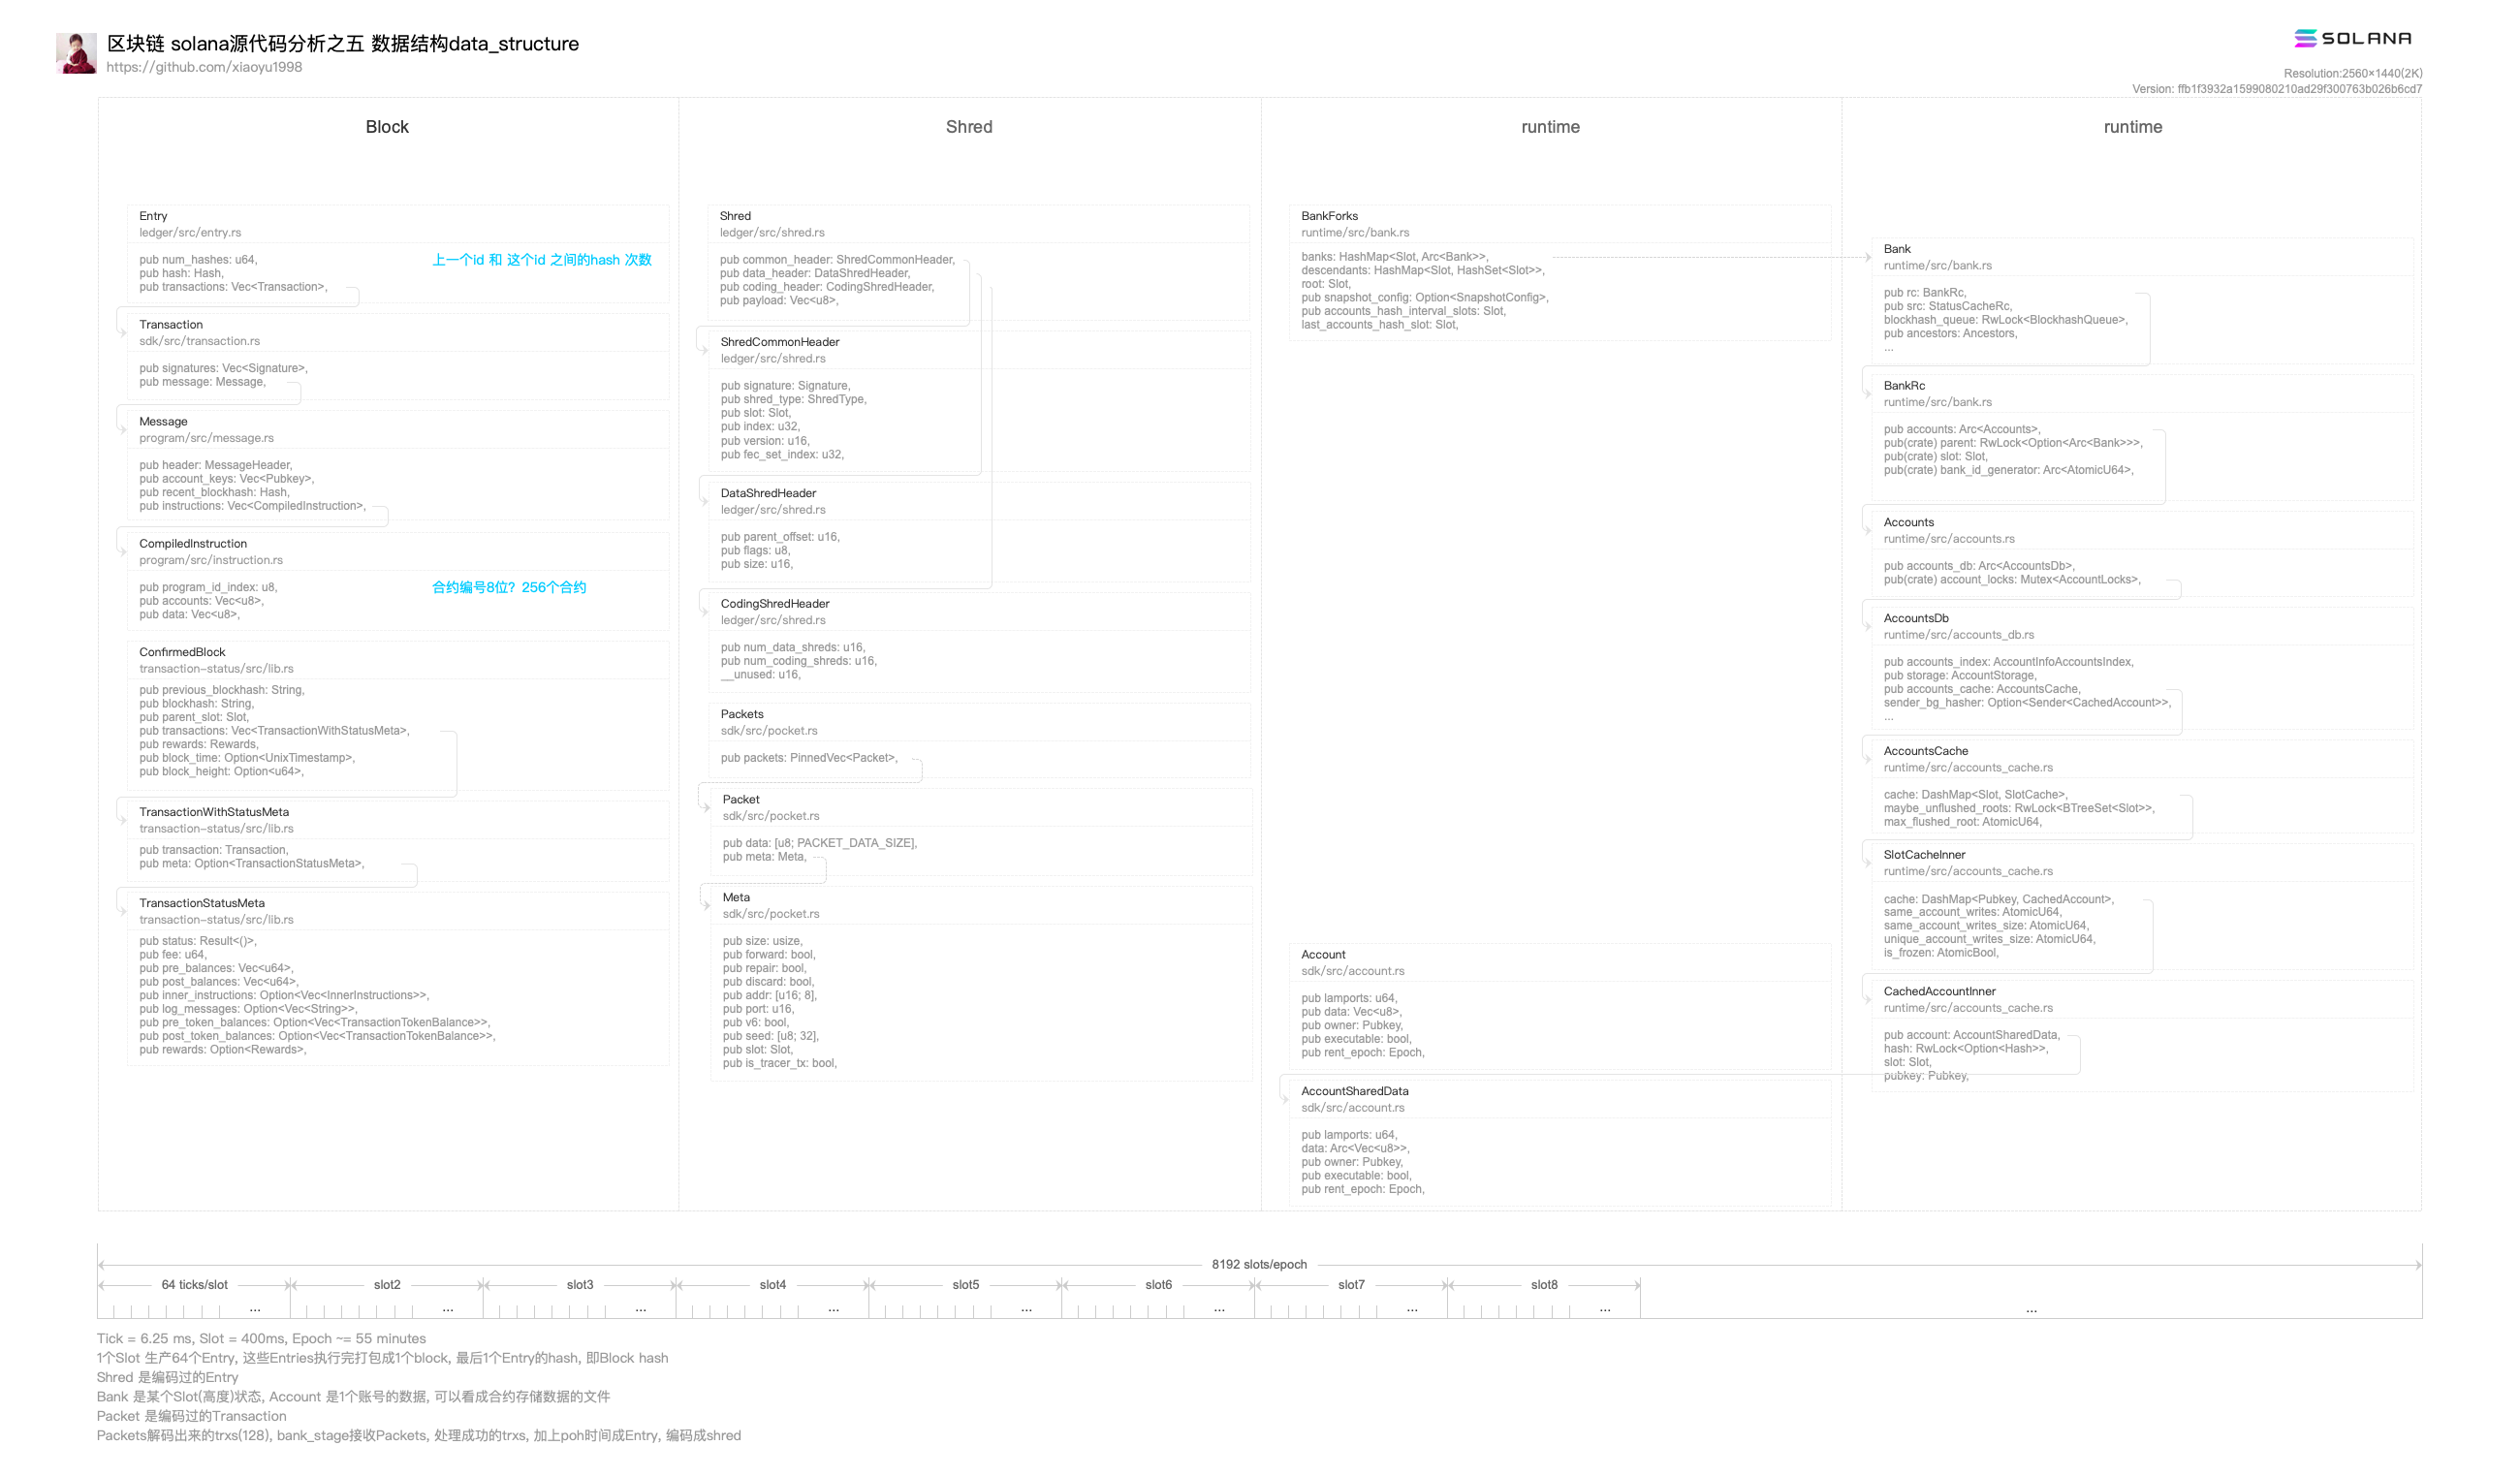 区块链 solana源代码分析之五 数据结构data_structure
https://github.com/xiaoyu1998
SOLANA
Resolution:2560×1440(2K)
Version: ffb1f3932a1599080210ad29f300763b026b6cd7
Block
Entry
ledger/src/entry.rs
pub num_hashes: u64,
上一个id 和 这个id 之间的hash 次数
pub hash: Hash,
pub transactions: Vec<Transaction>,
Transaction
sdk/src/transaction.rs
pub signatures: Vec<Signature>,
pub message: Message,
Message
program/src/message.rs
pub header: MessageHeader,
pub account_keys: Vec<Pubkey>,
pub recent_blockhash: Hash,
pub instructions: Vec<CompiledInstruction>,
CompiledInstruction
program/src/instruction.rs
pub program_id_index: u8,
合约编号8位？256个合约
pub accounts: Vec<u8>,
pub data: Vec<u8>,
ConfirmedBlock
transaction-status/src/lib.rs
pub previous_blockhash: String,
pub blockhash: String,
pub parent_slot: Slot,
pub transactions: Vec<TransactionWithStatusMeta>,
pub rewards: Rewards,
pub block_time: Option<UnixTimestamp>,
pub block_height: Option<u64>,
TransactionWithStatusMeta
transaction-status/src/lib.rs
pub transaction: Transaction,
pub meta: Option<TransactionStatusMeta>,
TransactionStatusMeta
transaction-status/src/lib.rs
pub status: Result<()>,
pub fee: u64,
pub pre_balances: Vec<u64>,
pub post_balances: Vec<u64>,
pub inner_instructions: Option<Vec<InnerInstructions>>,
pub log_messages: Option<Vec<String>>,
pub pre_token_balances: Option<Vec<TransactionTokenBalance>>,
pub post_token_balances: Option<Vec<TransactionTokenBalance>>,
pub rewards: Option<Rewards>,
Shred
Shred
ledger/src/shred.rs
pub common_header: ShredCommonHeader,
pub data_header: DataShredHeader,
pub coding_header: CodingShredHeader,
pub payload: Vec<u8>,
ShredCommonHeader
ledger/src/shred.rs
pub signature: Signature,
pub shred_type: ShredType,
pub slot: Slot,
pub index: u32,
pub version: u16,
pub fec_set_index: u32,
DataShredHeader
ledger/src/shred.rs
pub parent_offset: u16,
pub flags: u8,
pub size: u16,
CodingShredHeader
ledger/src/shred.rs
pub num_data_shreds: u16,
pub num_coding_shreds: u16,
__unused: u16,
Packets
sdk/src/pocket.rs
pub packets: PinnedVec<Packet>,
Packet
sdk/src/pocket.rs
pub data: [u8; PACKET_DATA_SIZE],
pub meta: Meta,
Meta
sdk/src/pocket.rs
pub size: usize,
pub forward: bool,
pub repair: bool,
pub discard: bool,
pub addr: [u16; 8],
pub port: u16,
pub v6: bool,
pub seed: [u8; 32],
pub slot: Slot,
pub is_tracer_tx: bool,
runtime
BankForks
runtime/src/bank.rs
banks: HashMap<Slot, Arc<Bank>>,
descendants: HashMap<Slot, HashSet<Slot>>,
root: Slot,
pub snapshot_config: Option<SnapshotConfig>,
pub accounts_hash_interval_slots: Slot,
last_accounts_hash_slot: Slot,
Account
sdk/src/account.rs
pub lamports: u64,
pub data: Vec<u8>,
pub owner: Pubkey,
pub executable: bool,
pub rent_epoch: Epoch,
AccountSharedData
sdk/src/account.rs
pub lamports: u64,
data: Arc<Vec<u8>>,
pub owner: Pubkey,
pub executable: bool,
pub rent_epoch: Epoch,
runtime
Bank
runtime/src/bank.rs
pub rc: BankRc,
pub src: StatusCacheRc,
blockhash_queue: RwLock<BlockhashQueue>,
pub ancestors: Ancestors,
...
BankRc
runtime/src/bank.rs
pub accounts: Arc<Accounts>,
pub(crate) parent: RwLock<Option<Arc<Bank>>>,
pub(crate) slot: Slot,
pub(crate) bank_id_generator: Arc<AtomicU64>,
Accounts
runtime/src/accounts.rs
pub accounts_db: Arc<AccountsDb>,
pub(crate) account_locks: Mutex<AccountLocks>,
AccountsDb
runtime/src/accounts_db.rs
pub accounts_index: AccountInfoAccountsIndex,
pub storage: AccountStorage,
pub accounts_cache: AccountsCache,
sender_bg_hasher: Option<Sender<CachedAccount>>,
...
AccountsCache
runtime/src/accounts_cache.rs
cache: DashMap<Slot, SlotCache>,
maybe_unflushed_roots: RwLock<BTreeSet<Slot>>,
max_flushed_root: AtomicU64,
SlotCacheInner
runtime/src/accounts_cache.rs
cache: DashMap<Pubkey, CachedAccount>,
same_account_writes: AtomicU64,
same_account_writes_size: AtomicU64,
unique_account_writes_size: AtomicU64,
is_frozen: AtomicBool,
CachedAccountInner
runtime/src/accounts_cache.rs
pub account: AccountSharedData,
hash: RwLock<Option<Hash>>,
slot: Slot,
pubkey: Pubkey,
8192 slots/epoch
64 ticks/slot slot2 slot3 slot4 slot5 slot6 slot7 slot8
... ... ... ... ... ... ... ... ...
Tick = 6.25 ms, Slot = 400ms, Epoch ~= 55 minutes
1个Slot 生产64个Entry, 这些Entries执行完打包成1个block, 最后1个Entry的hash, 即Block hash
Shred 是编码过的Entry
Bank 是某个Slot(高度)状态, Account 是1个账号的数据, 可以看成合约存储数据的文件
Packet 是编码过的Transaction
Packets解码出来的trxs(128), bank_stage接收Packets, 处理成功的trxs, 加上poh时间成Entry, 编码成shred